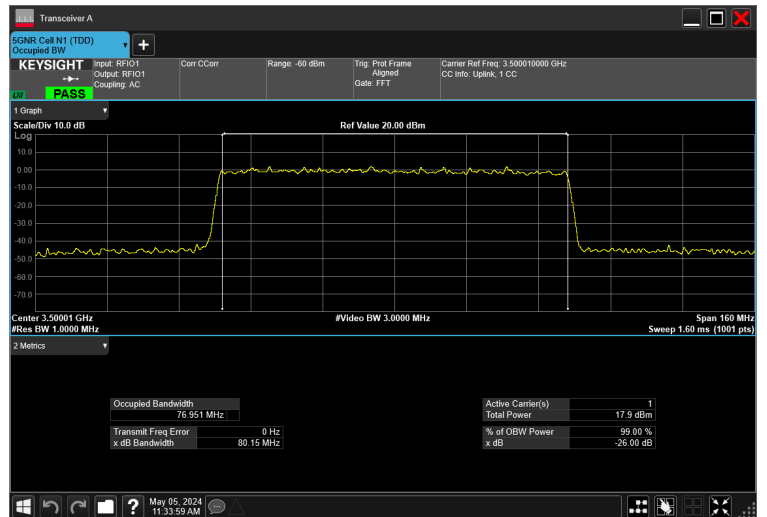 Transceiver A
5GNR Cell N1 (TDD)
Occupied BW
KEYSIGHT
LXI
PASS
Input: RFIO1
Output: RFIO1
Coupling: AC
Corr CCorr
Range: -60 dBm
Trig: Prot Frame
Aligned
Gate: FFT
Carrier Ref Freq: 3.500010000 GHz
CC Info: Uplink, 1 CC
1 Graph
Scale/Div 10.0 dB
Ref Value 20.00 dBm
Log
10.0
0.00
-10.0
-20.0
-30.0
-40.0
-50.0
-60.0
-70.0
Center 3.50001 GHz
#Video BW 3.0000 MHz
Span 160 MHz
#Res BW 1.0000 MHz
Sweep 1.60 ms (1001 pts)
2 Metrics
Occupied Bandwidth
76.951 MHz
Transmit Freq Error 0 Hz
x dB Bandwidth 80.15 MHz
Active Carrier(s) 1
Total Power 17.9 dBm
% of OBW Power 99.00 %
x dB -26.00 dB
?
May 05, 2024
11:33:59 AM